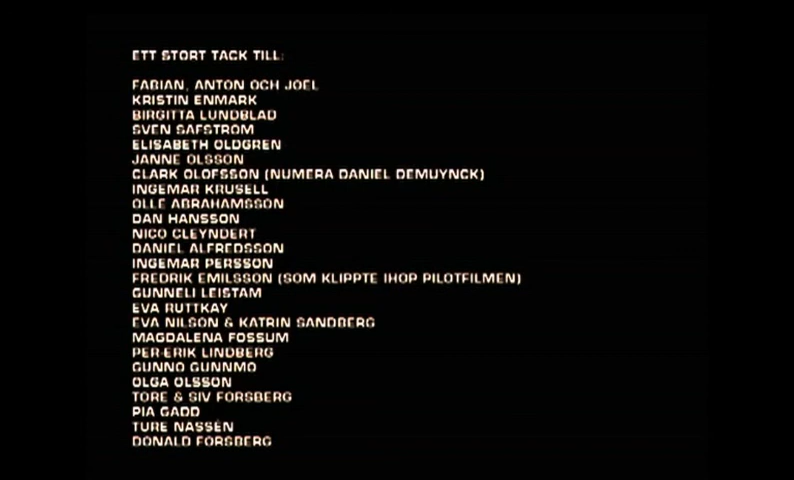 ETT STORT TACK TILL:
FABIAN, ANTON OCH JOEL
KRISTIN ENMARK
BIRGITTA LUNDBLAD
SVEN SAFSTROM
ELISABETH OLDGREN
JANNE OLSSON
CLARK OLOFSSON (NUMERA DANIEL DEMUYNCK)
INGEMAR KRUSELL
OLLE ABRAHAMSSON
DAN HANSSON
NICO CLEYNDERT
DANIEL ALFREDSSON
INGEMAR PERSSON
FREDRIK EMILSSON (SOM KLIPPTE IHOP PILOTFILMEN)
GUNNELI LEISTAM
EVA RUTTKAY
EVA NILSON & KATRIN SANDBERG
MAGDALENA FOSSUM
PER-ERIK LINDBERG
GUNNO GUNNMO
OLGA OLSSON
TORE & SIV FORSBERG
PIA GADD
TURE NASSÉN
DONALD FORSBERG